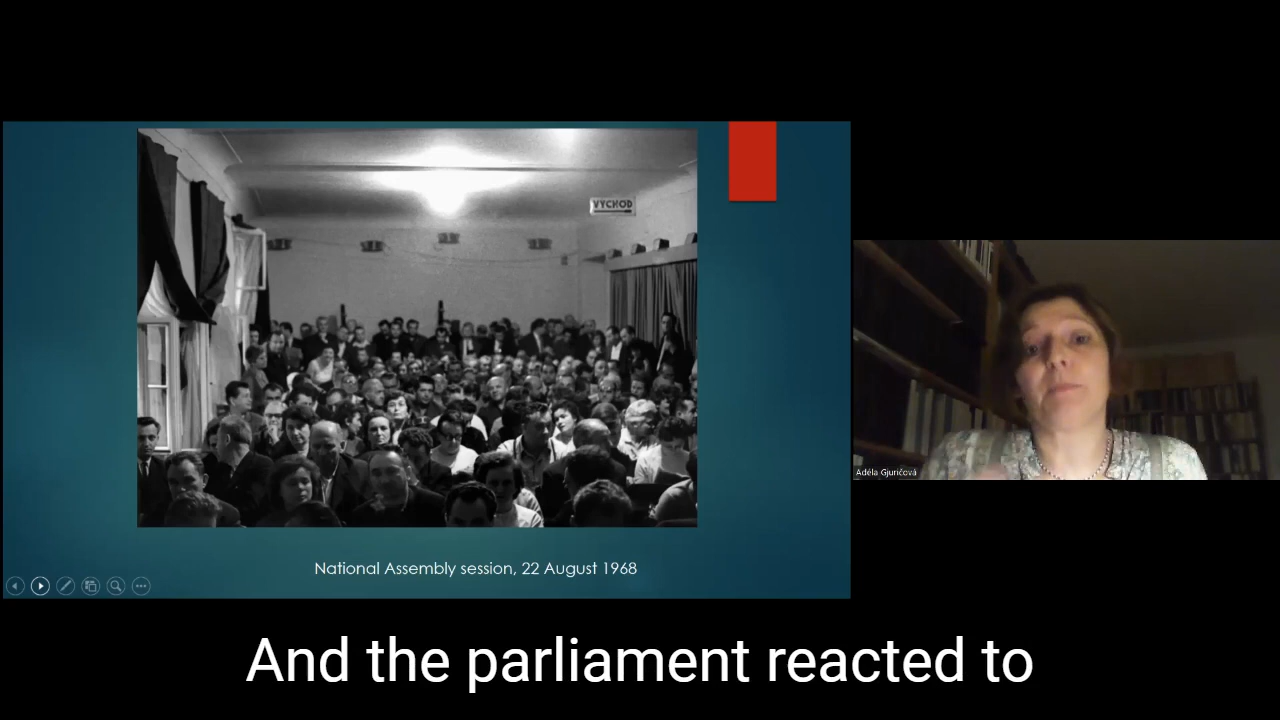 VÝCHOD
Adéla Gjuričová
National Assembly session, 22 August 1968
And the parliament reacted to